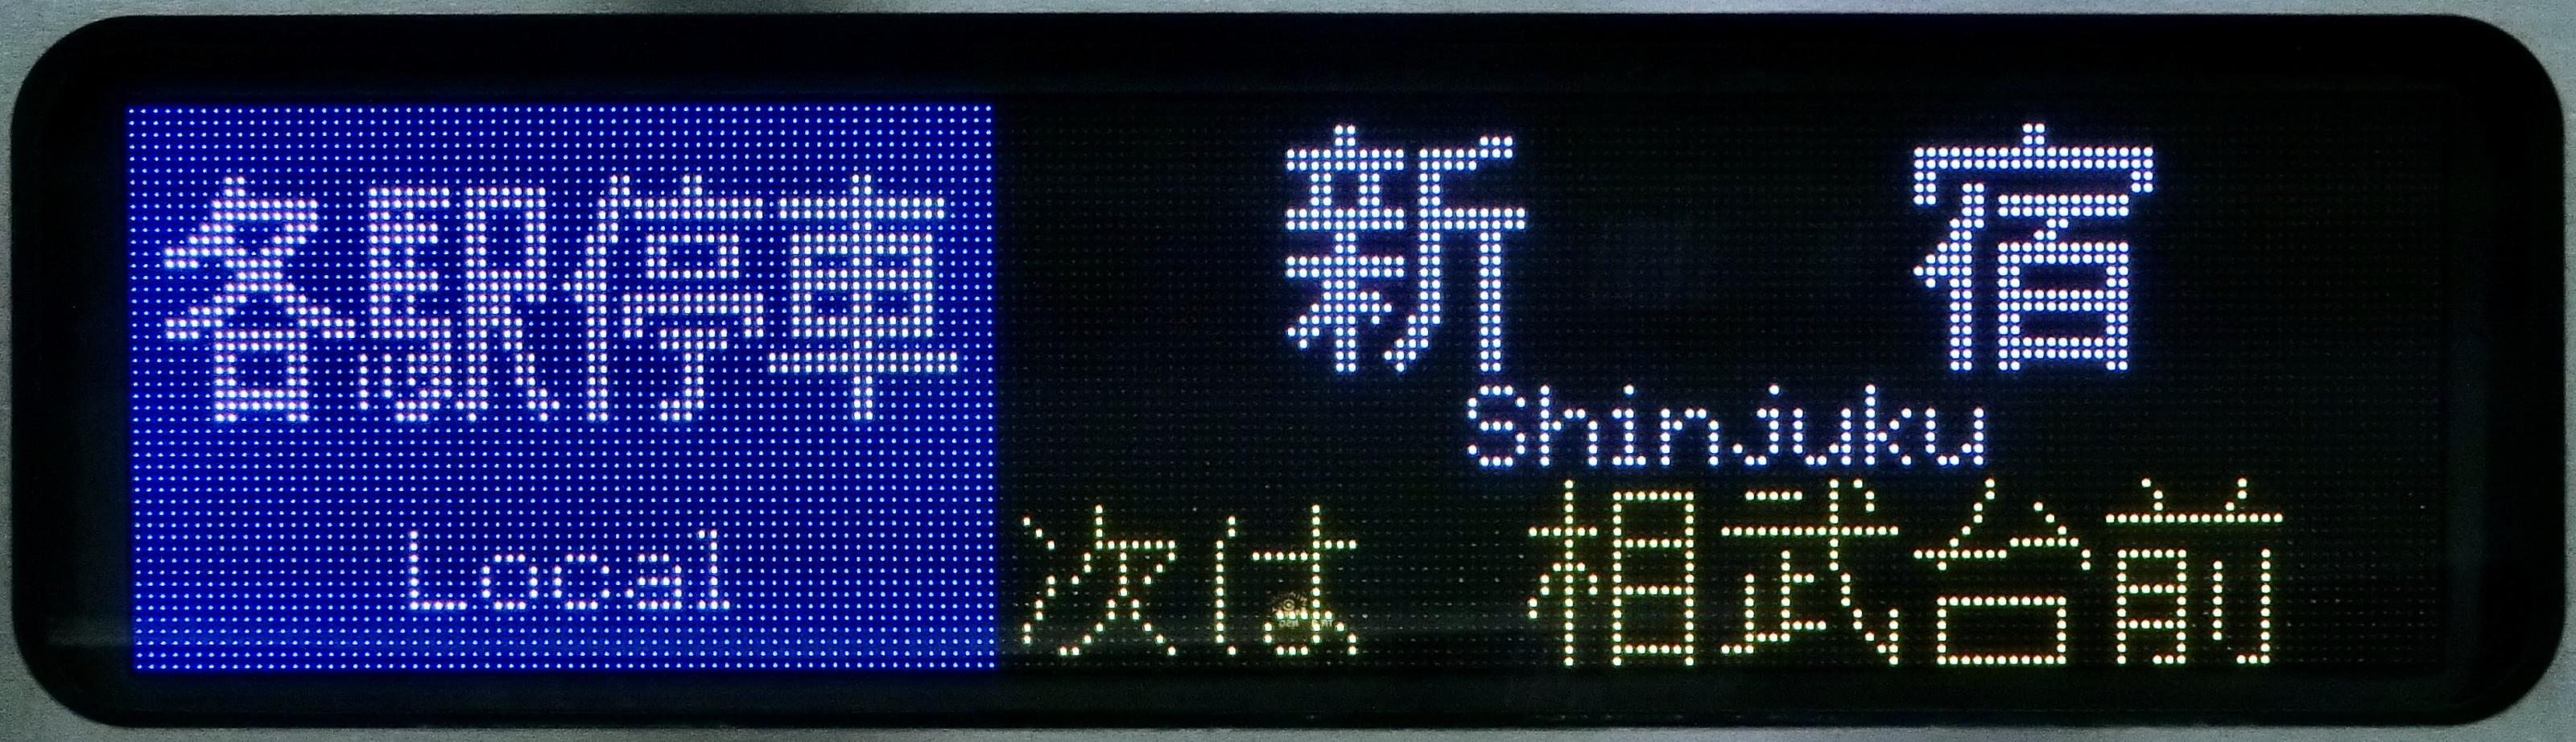 各駅停車
Local
新宿
Shinjuku
次は 相武台前